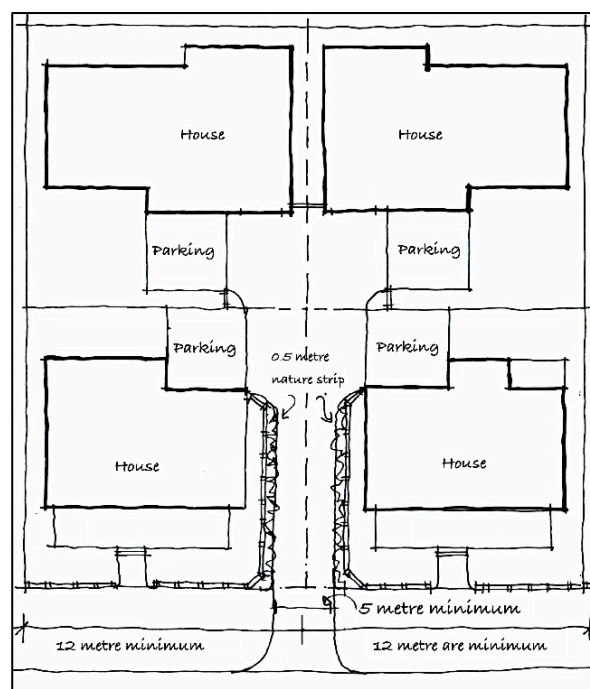 House
House
Parking
Parking
Parking
Parking
0.5 metre
nature strip
House
House
5 metre minimum
12 metre minimum
12 metre are minimum